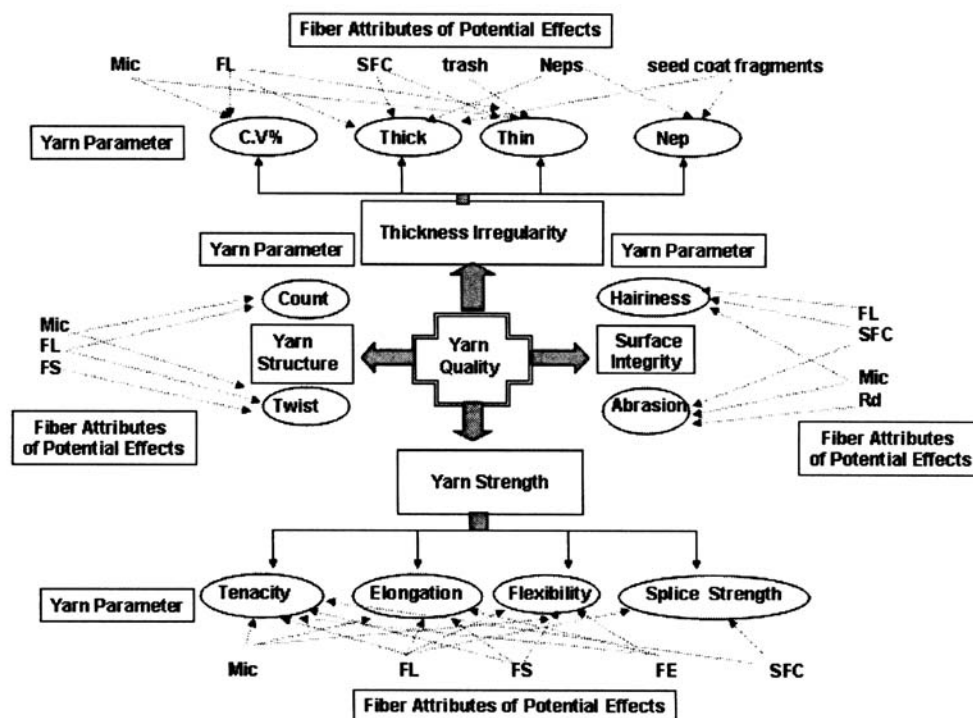 Fiber Attributes of Potential Effects
Mic FL SFC trash Neps seed coat fragments
Yarn Parameter
C.V% Thick Thin Nep
Thickness Irregularity
Yarn Parameter
Yarn Parameter
Count
Hairiness
Mic
FL
FS
Yarn
Structure
Yarn
Quality
Surface
Integrity
FL
SFC
Mic
Rd
Twist
Abrasion
Fiber Attributes
of Potential Effects
Fiber Attributes
of Potential Effects
Yarn Strength
Yarn Parameter
Tenacity Elongation Flexibility Splice Strength
Mic FL FS FE SFC
Fiber Attributes of Potential Effects